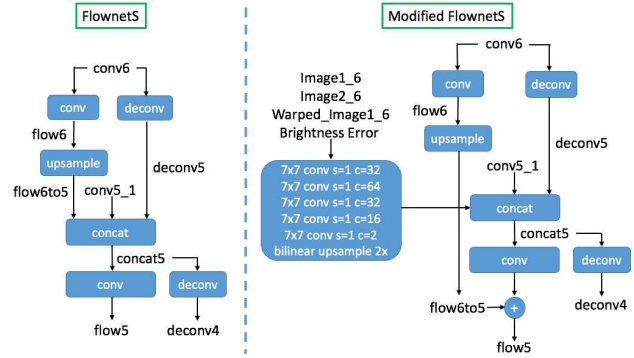 FlownetS
conv6
conv
deconv
flow6
upsample
deconv5
flow6to5
conv5_1
concat
concat5
conv
deconv
flow5
deconv4
Modified FlownetS
conv6
Image1_6
Image2_6
Warped_Image1_6
Brightness Error
conv
deconv
flow6
upsample
deconv5
7x7 conv s=1 c=32
7x7 conv s=1 c=64
7x7 conv s=1 c=32
7x7 conv s=1 c=16
7x7 conv s=1 c=2
bilinear upsample 2x
conv5_1
concat
concat5
conv
deconv
flow6to5
+
deconv4
flow5